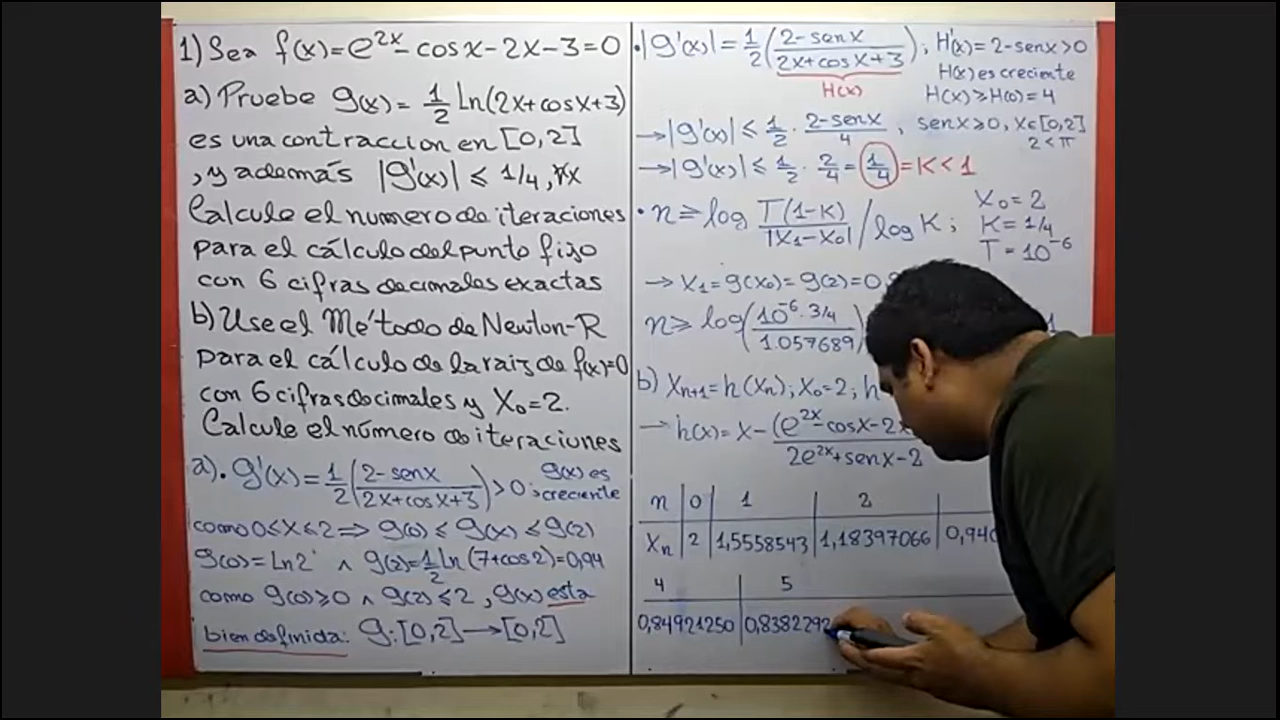 1) Sea f(x)=e^{2x}-cosx-2x-3=0
a) Pruebe g(x)=1/2 Ln(2x+cosx+3)
es una contraccion en [0,2]
, y además |g'(x)| ≤ 1/4, ∀x
Calcule el numero de iteraciones
para el cálculo del punto fijo
con 6 cifras decimales exactas
b) Use el Método de Newton-R
para el cálculo de la raiz de f(x)=0
con 6 cifras decimales y X₀=2.
Calcule el número de iteraciones
a). g'(x)=1/2((2-senx)/(2x+cosx+3))>0; g(x) es creciente
como 0≤x≤2 ⇒ g(0) ≤ g(x) ≤ g(2)
g(0)=Ln2 ∧ g(2)=1/2 ln(7+cos2)=0,94
como g(0)≥0 ∧ g(2)≤2, g(x) esta
bien definida: g:[0,2]→[0,2]
• |g'(x)|=1/2((2-senx)/(2x+cosx+3)); H'(x)=2-senx>0
H(x) H(x) es creciente
H(x)≥H(0)=4
→|g'(x)| ≤ 1/2 · (2-senx)/4, senx≥0, x∈[0,2]
2<π
→|g'(x)| ≤ 1/2 · 2/4 = 1/4 = K < 1
• n ≥ log (T(1-K))/|X₁-X₀| / log K; X₀=2
K=1/4
T=10^{-6}
→ X₁=g(X₀)=g(2)=0,
n ≥ log((10^{-6}·3/4)/1.057689)
b) Xₙ₊₁=h(Xₙ); X₀=2; h
→ h(x)=x-(e^{2x}-cosx-2x
2e^{2x}+senx-2
n | 0 | 1 | 2
Xₙ | 2 | 1,5558543 | 1,18397066 | 0,940
4 | 5
0,84921250 | 0,8382292